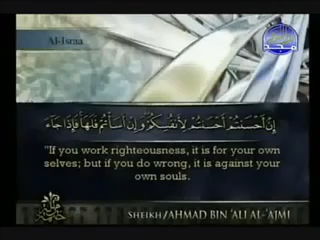 Al-Israa
المجد
إِنْ أَحْسَنتُمْ أَحْسَنتُمْ لِأَنفُسِكُمْ وَإِنْ أَسَأْتُمْ فَلَهَا فَإِذَا جَاءَ
"If you work righteousness, it is for your own
selves; but if you do wrong, it is against your
own souls.
SHEIKH/AHMAD BIN 'ALI AL-'AJMI